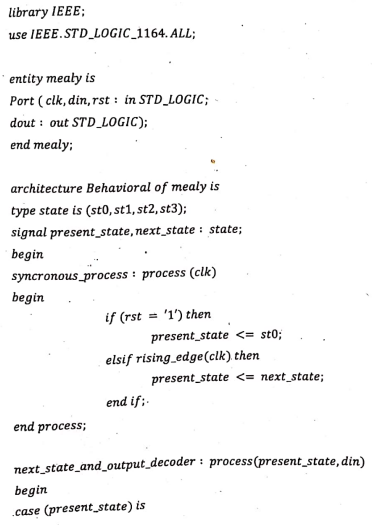 library IEEE;
use IEEE.STD_LOGIC_1164.ALL;
entity mealy is
Port ( clk, din, rst : in STD_LOGIC;
dout : out STD_LOGIC);
end mealy;
architecture Behavioral of mealy is
type state is (st0, st1, st2, st3);
signal present_state, next_state : state;
begin
syncronous_process : process (clk)
begin
if (rst = '1') then
present_state <= st0;
elsif rising_edge(clk) then
present_state <= next_state;
end if;
end process;
next_state_and_output_decoder : process(present_state, din)
begin
case (present_state) is